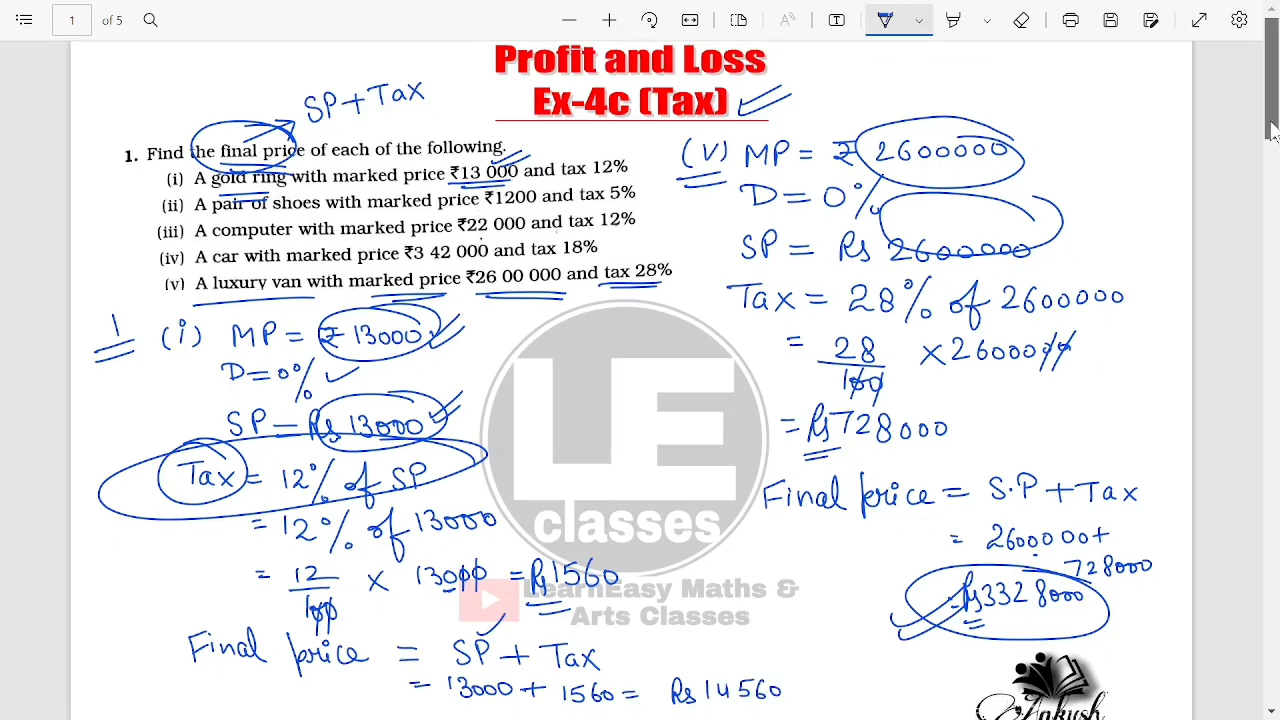 1
of 5
Profit and Loss
Ex-4c (Tax)
SP + Tax
1. Find the final price of each of the following.
(i) A gold ring with marked price ₹13 000 and tax 12%
(ii) A pair of shoes with marked price ₹1200 and tax 5%
(iii) A computer with marked price ₹22 000 and tax 12%
(iv) A car with marked price ₹3 42 000 and tax 18%
(v) A luxury van with marked price ₹26 00 000 and tax 28%
1 (i) MP = ₹ 13000
D = 0%
SP = Rs 13000
Tax = 12% of SP
= 12% of 13000
= 12/100 × 13000 = Rs 1560
Final price = SP + Tax
= 13000 + 1560 = Rs 14560
(v) MP = ₹ 2600000
D = 0%
SP = Rs 2600000
Tax = 28% of 2600000
= 28/100 × 2600000
= Rs 728000
Final price = S.P + Tax
= 2600000 +
728000
= Rs 3328000
LE
classes
LearnEasy Maths &
Arts Classes
Ankush